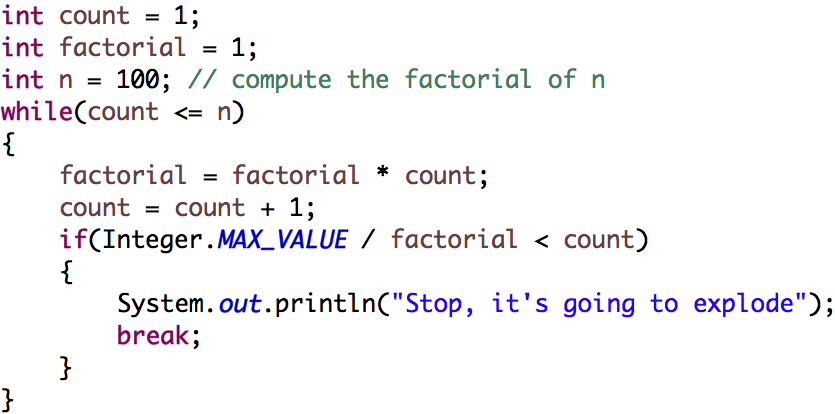 int count = 1;
int factorial = 1;
int n = 100; // compute the factorial of n
while(count <= n)
{
    factorial = factorial * count;
    count = count + 1;
    if(Integer.MAX_VALUE / factorial < count)
    {
        System.out.println("Stop, it's going to explode");
        break;
    }
}